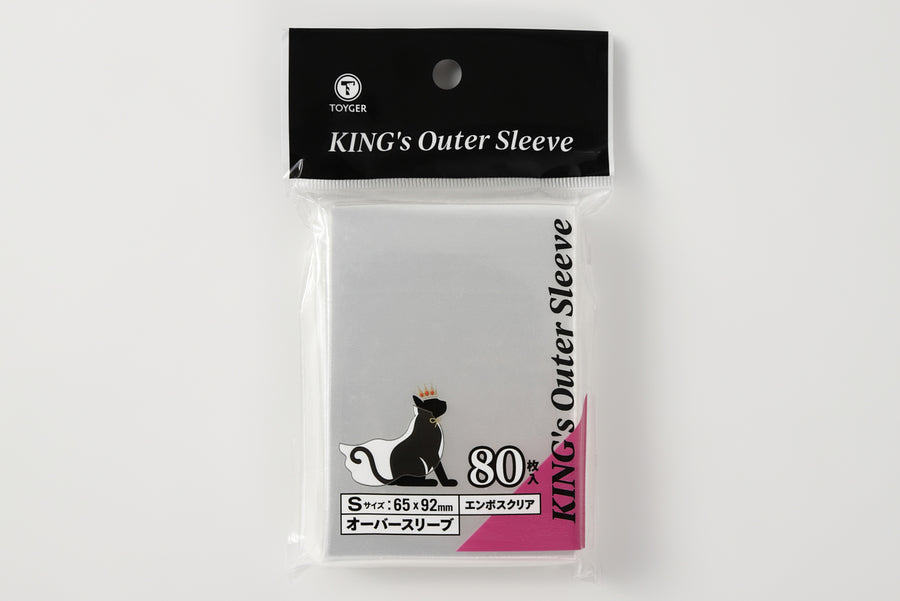 TOYGER
KING's Outer Sleeve
KING's Outer Sleeve
80枚入
Sサイズ:65×92mm
エンボスクリア
オーバースリーブ